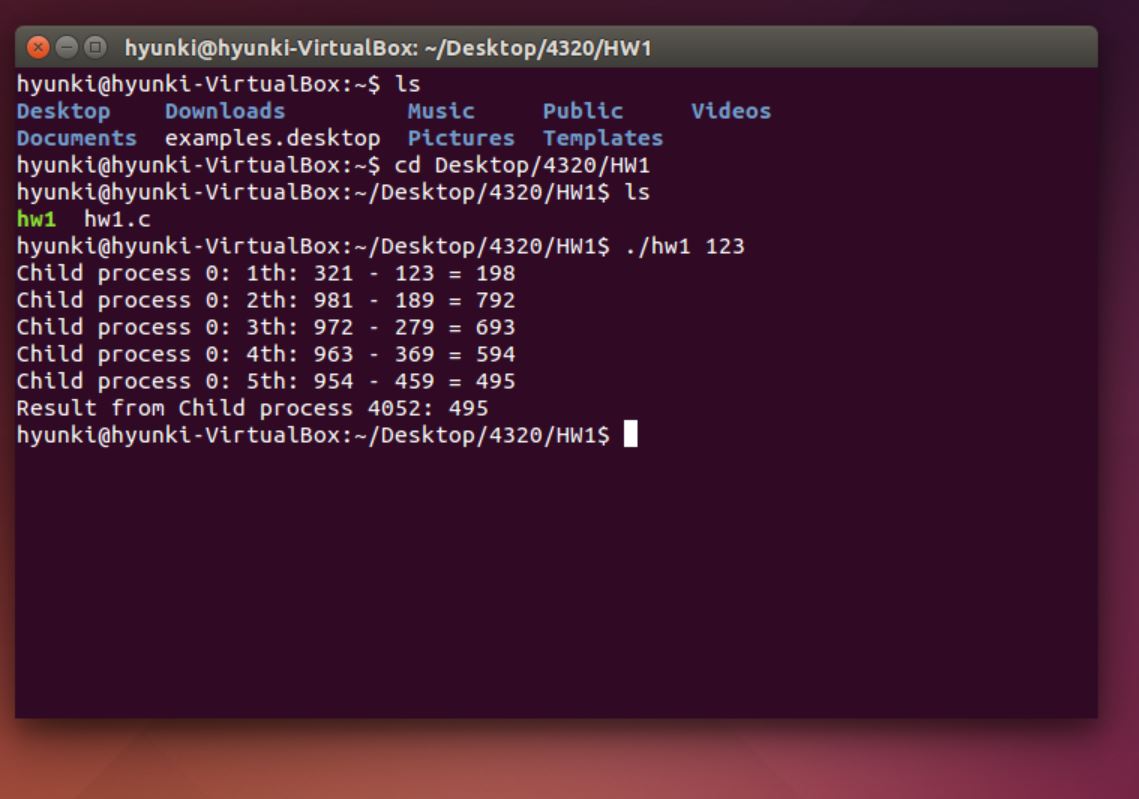 hyunki@hyunki-VirtualBox: ~/Desktop/4320/HW1
hyunki@hyunki-VirtualBox:~$ ls
Desktop    Downloads         Music     Public     Videos
Documents  examples.desktop  Pictures  Templates
hyunki@hyunki-VirtualBox:~$ cd Desktop/4320/HW1
hyunki@hyunki-VirtualBox:~/Desktop/4320/HW1$ ls
hw1  hw1.c
hyunki@hyunki-VirtualBox:~/Desktop/4320/HW1$ ./hw1 123
Child process 0: 1th: 321 - 123 = 198
Child process 0: 2th: 981 - 189 = 792
Child process 0: 3th: 972 - 279 = 693
Child process 0: 4th: 963 - 369 = 594
Child process 0: 5th: 954 - 459 = 495
Result from Child process 4052: 495
hyunki@hyunki-VirtualBox:~/Desktop/4320/HW1$